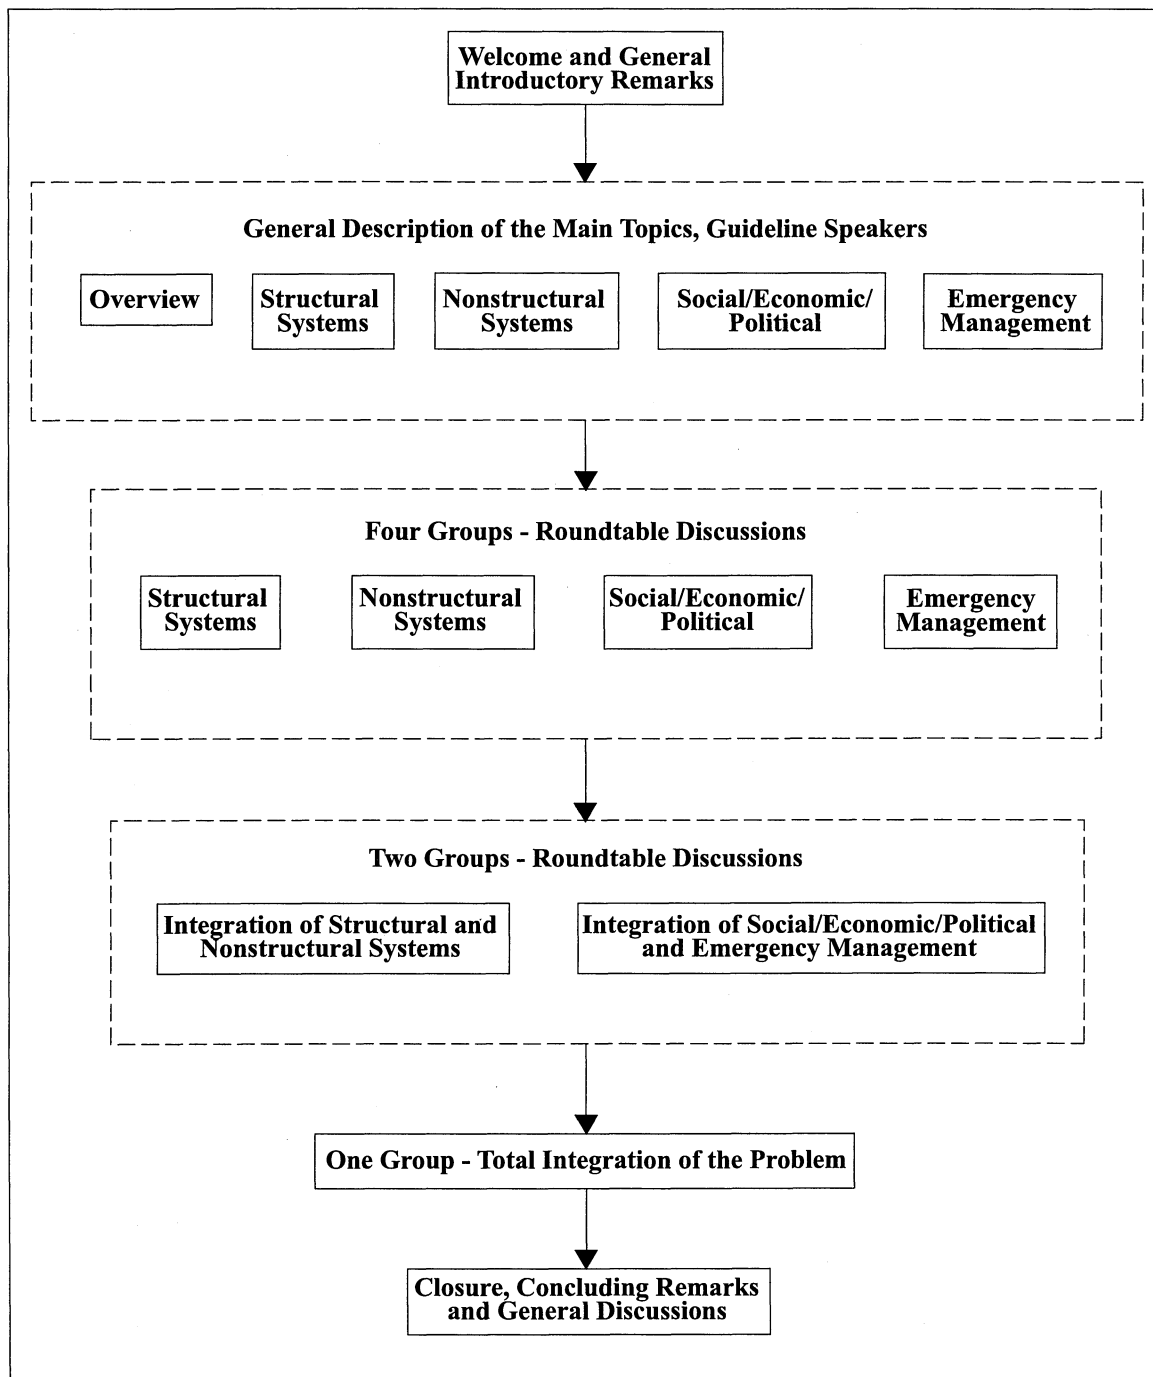 Welcome and General
Introductory Remarks
General Description of the Main Topics, Guideline Speakers
Overview
Structural
Systems
Nonstructural
Systems
Social/Economic/
Political
Emergency
Management
Four Groups - Roundtable Discussions
Structural
Systems
Nonstructural
Systems
Social/Economic/
Political
Emergency
Management
Two Groups - Roundtable Discussions
Integration of Structural and
Nonstructural Systems
Integration of Social/Economic/Political
and Emergency Management
One Group - Total Integration of the Problem
Closure, Concluding Remarks
and General Discussions